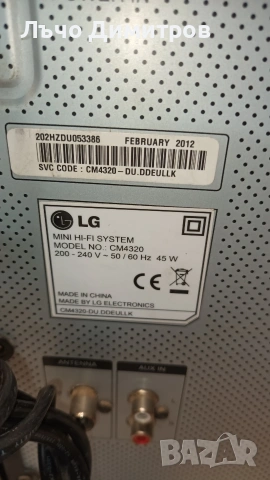 Лъчо Димитров
202HZDU053386 FEBRUARY 2012
SVC CODE : CM4320-DU.DDEULLK
LG
MINI HI-FI SYSTEM
MODEL NO.: CM4320
200 - 240 V ~ 50 / 60 Hz 45 W
CE
MADE IN CHINA
MADE BY LG ELECTRONICS
CM4320-DU.DDEULLK
ANTENNA
AUX IN
bazar